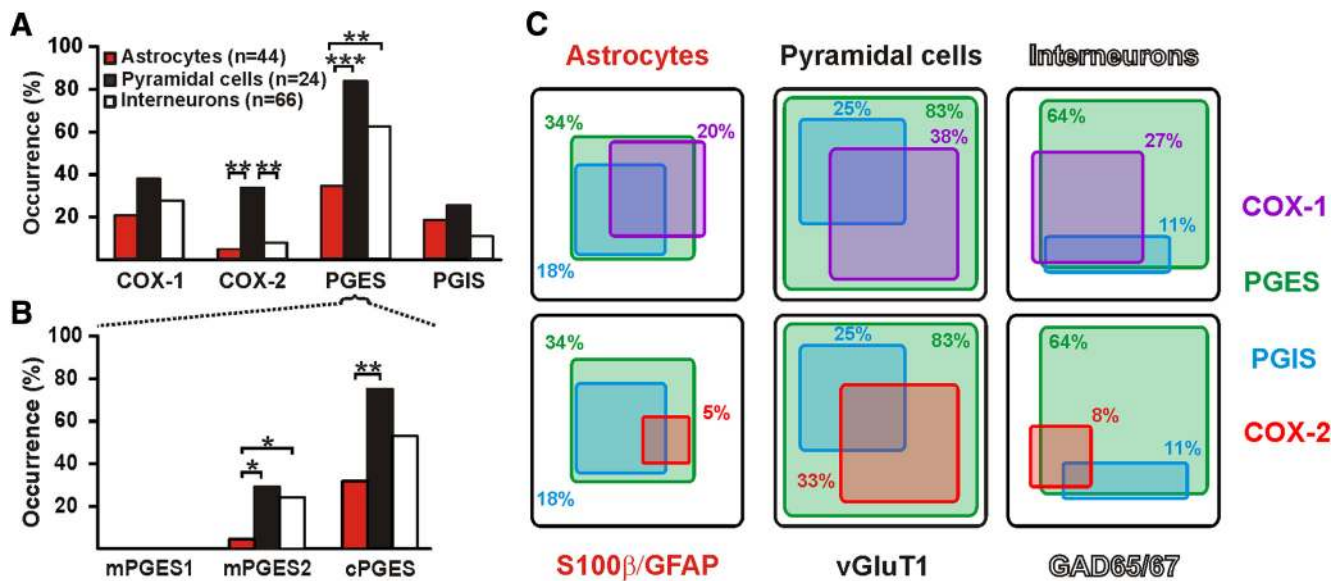 A
Occurrence (%)
100
80
60
40
20
Astrocytes (n=44)
Pyramidal cells (n=24)
Interneurons (n=66)
** **
***
**
COX-1 COX-2 PGES PGIS
B
Occurrence (%)
100
80
60
40
20
*
*
**
mPGES1 mPGES2 cPGES
C
Astrocytes Pyramidal cells Interneurons
34% 20% 18%
25% 83% 38%
64% 27% 11%
34% 5% 18%
25% 83% 33%
64% 8% 11%
S100β/GFAP vGluT1 GAD65/67
COX-1
PGES
PGIS
COX-2